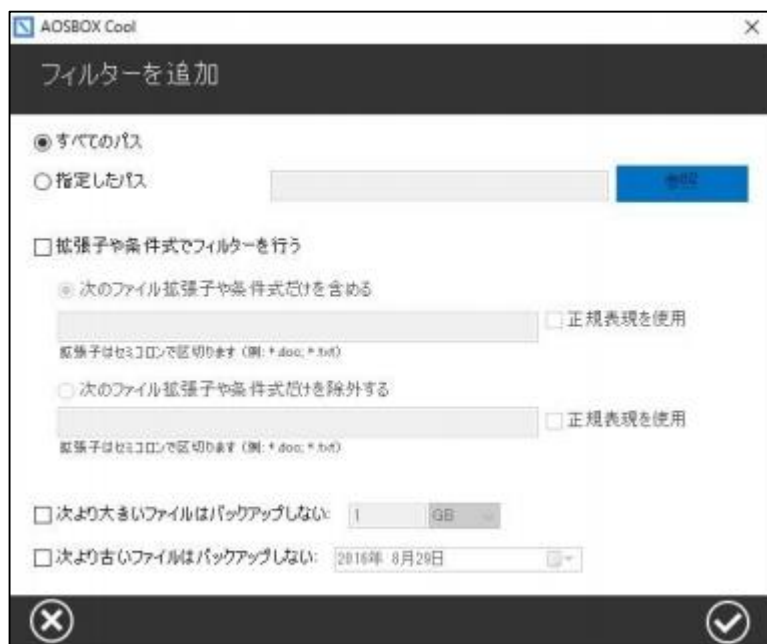 AOSBOX Cool
フィルターを追加
すべてのパス
指定したパス
参照
拡張子や条件式でフィルターを行う
次のファイル拡張子や条件式だけを含める
正規表現を使用
拡張子はセミコロンで区切ります (例: *.doc; *.txt)
次のファイル拡張子や条件式だけを除外する
正規表現を使用
拡張子はセミコロンで区切ります (例: *.doc; *.txt)
次より大きいファイルはバックアップしない: 1 GB
次より古いファイルはバックアップしない: 2016年 8月29日